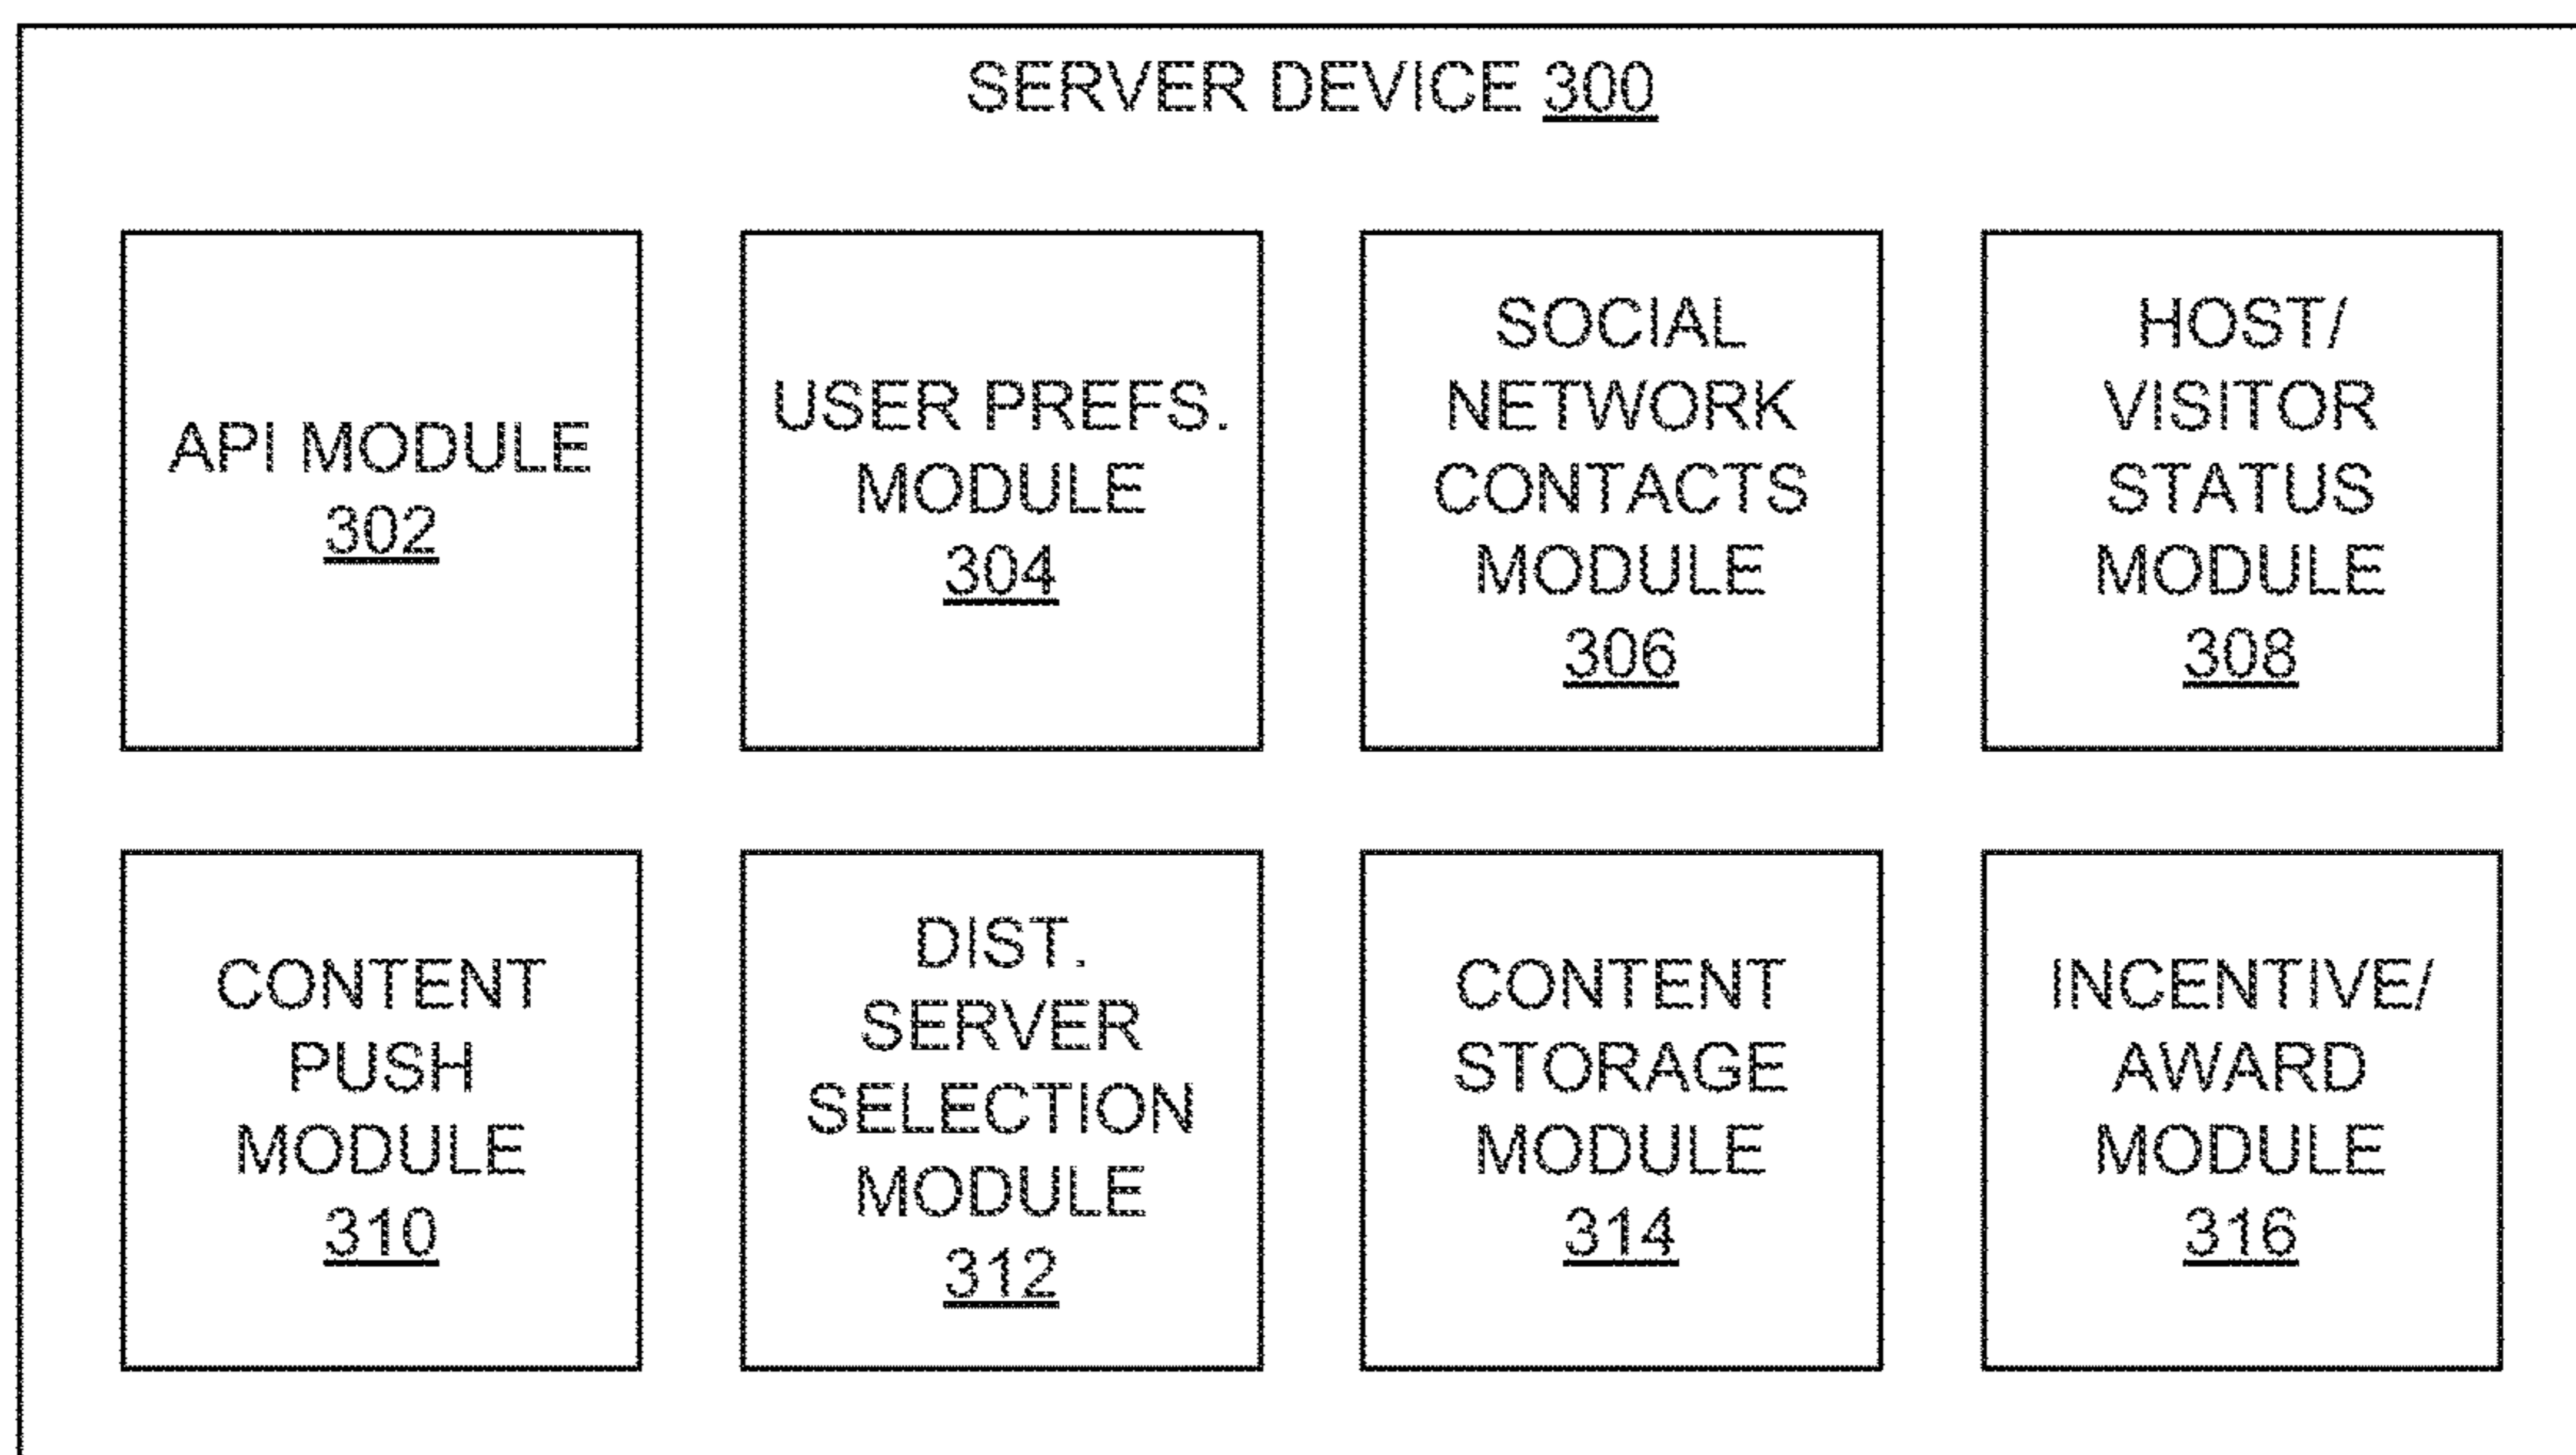 SERVER DEVICE 300
API MODULE
302
USER PREFS.
MODULE
304
SOCIAL
NETWORK
CONTACTS
MODULE
306
HOST/
VISITOR
STATUS
MODULE
308
CONTENT
PUSH
MODULE
310
DIST.
SERVER
SELECTION
MODULE
312
CONTENT
STORAGE
MODULE
314
INCENTIVE/
AWARD
MODULE
316